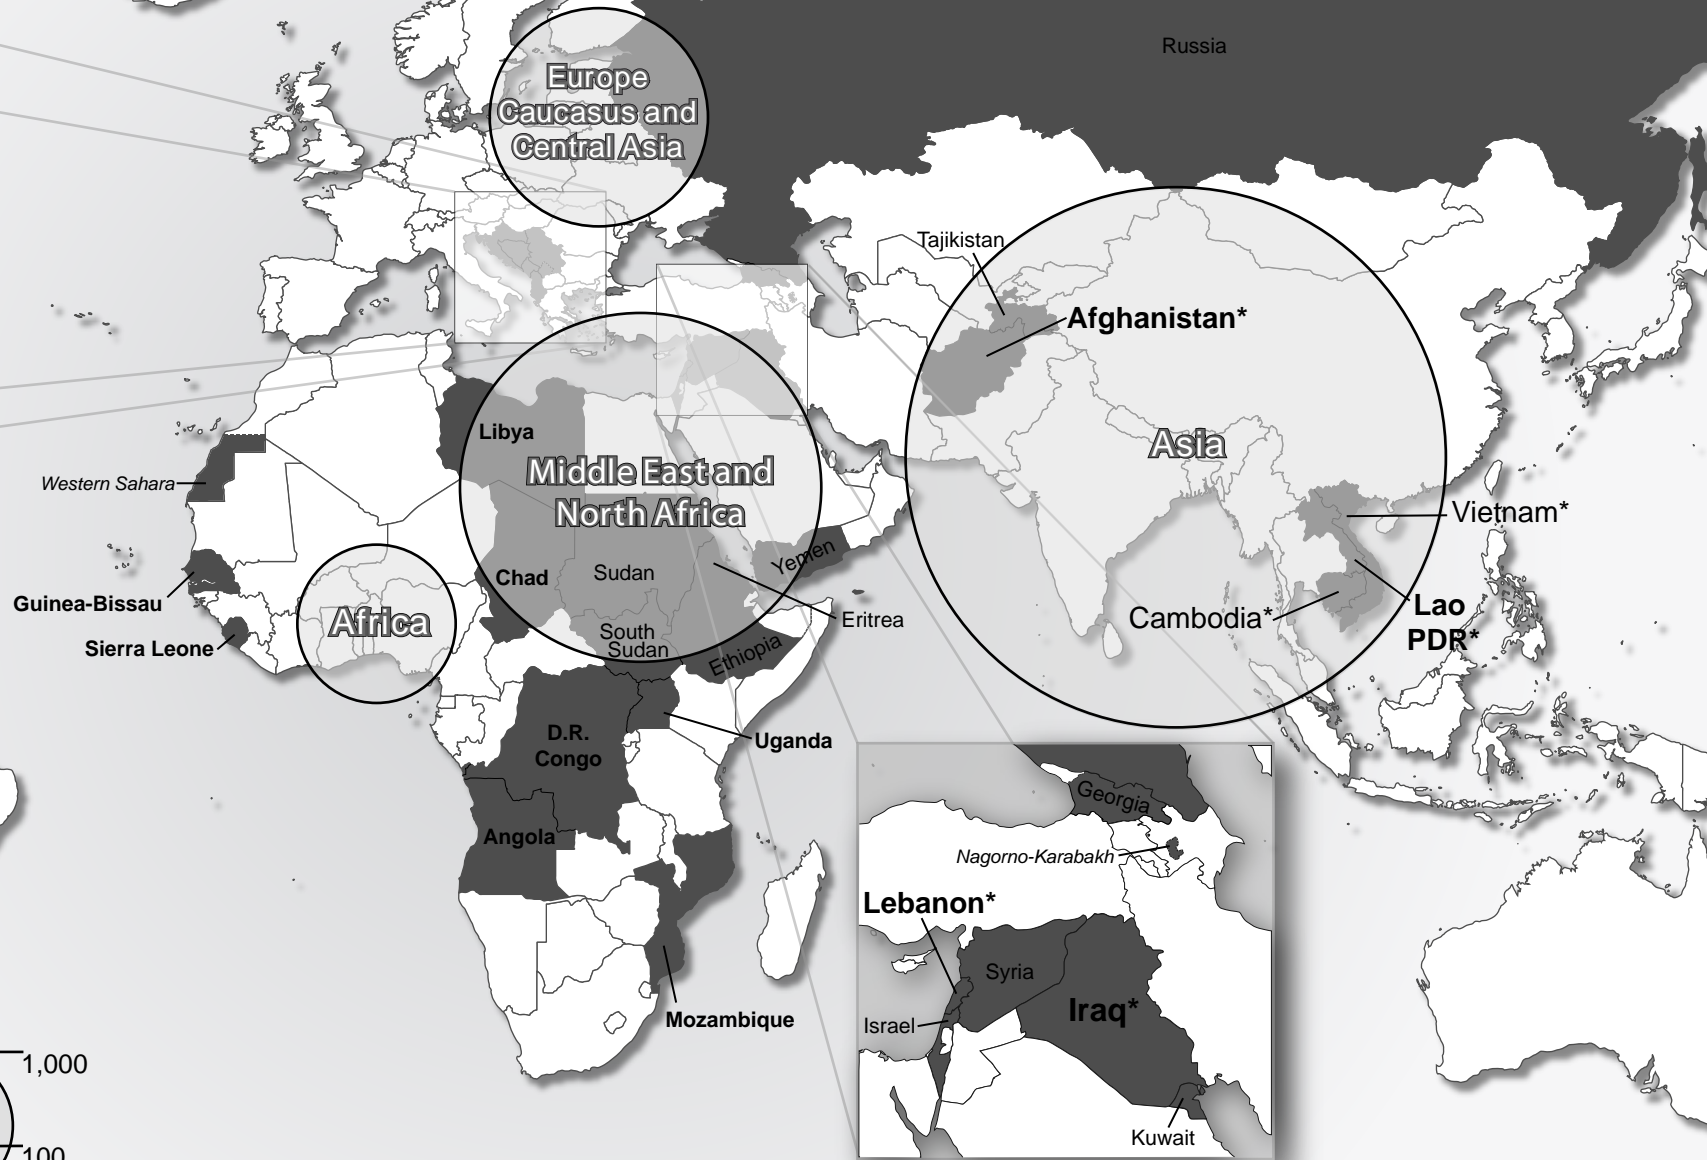 Russia
Europe
Caucasus and
Central Asia
Tajikistan
Afghanistan*
Asia
Libya
Middle East and
North Africa
Western Sahara
Vietnam*
Yemen
Chad
Sudan
Guinea-Bissau
Africa
Lao
PDR*
Cambodia*
Eritrea
South
Sudan
Sierra Leone
Ethiopia
D.R.
Congo
Uganda
Georgia
Angola
Nagorno-Karabakh
Lebanon*
Syria
Iraq*
Israel
Mozambique
1,000
Kuwait
100